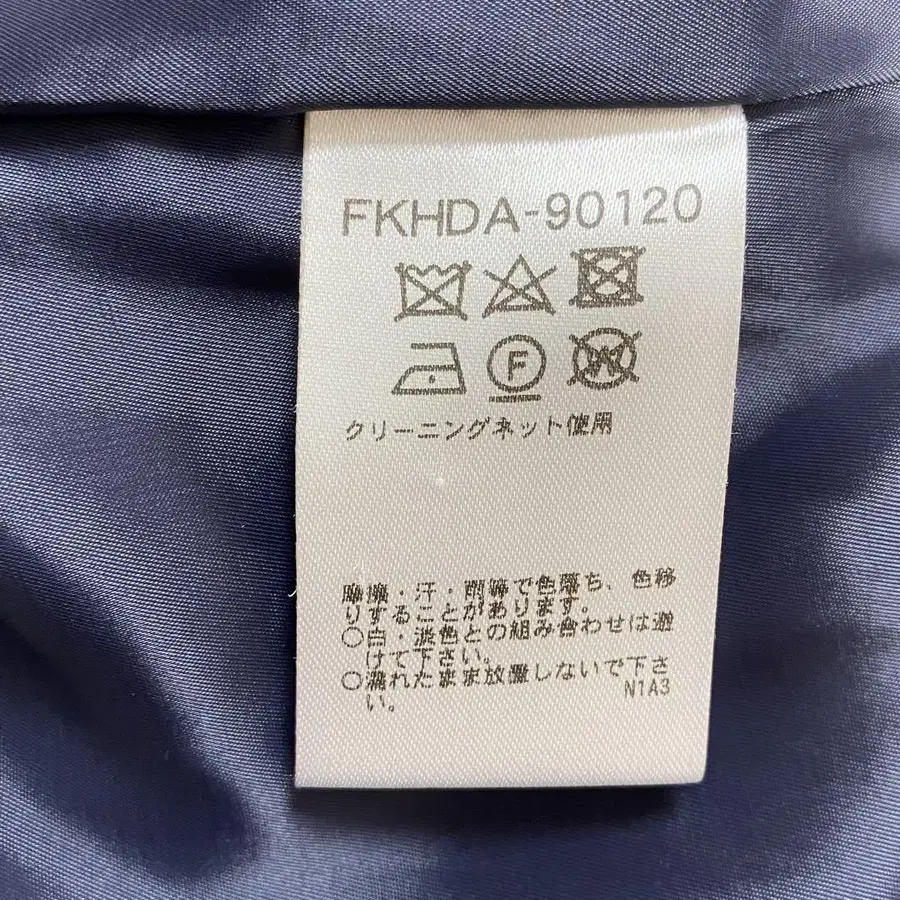 FKHDA-90120
F
W
クリーニングネット使用
摩擦・汗・雨等で色落ち、色移
りすることがあります。
○白・淡色との組み合わせは避
けて下さい。
○濡れたまま放置しないで下さ
い。
N1A3